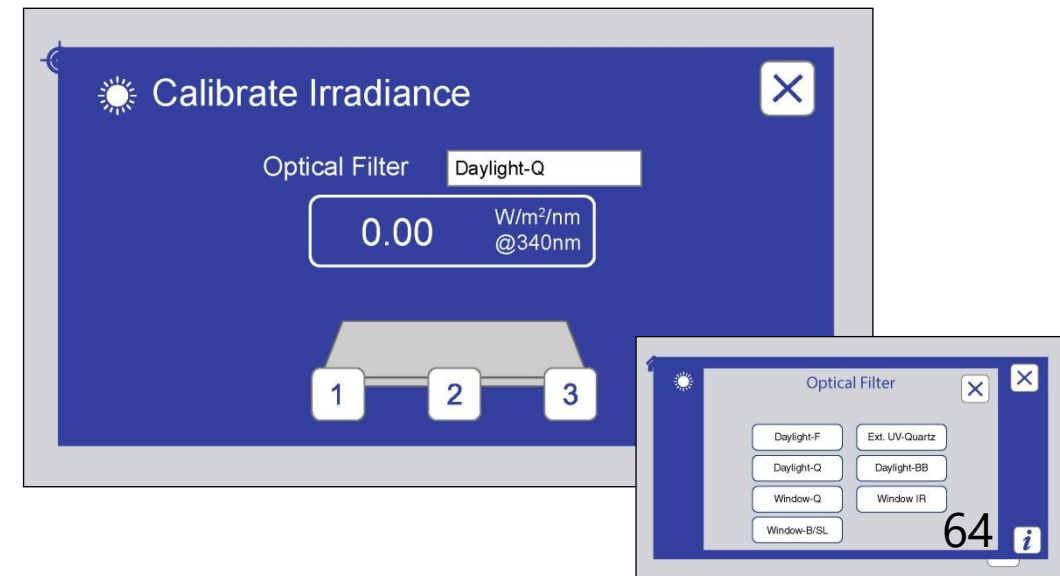 Calibrate Irradiance
Optical Filter Daylight-Q
0.00 W/m²/nm
@340nm
1 2 3
Optical Filter
Daylight-F Ext. UV-Quartz
Daylight-Q Daylight-BB
Window-Q Window IR
Window-B/SL
64
i